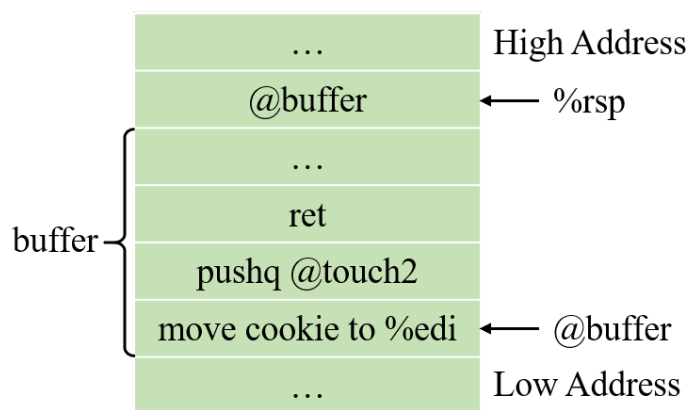 … High Address
@buffer %rsp
…
ret
buffer
pushq @touch2
move cookie to %edi @buffer
… Low Address